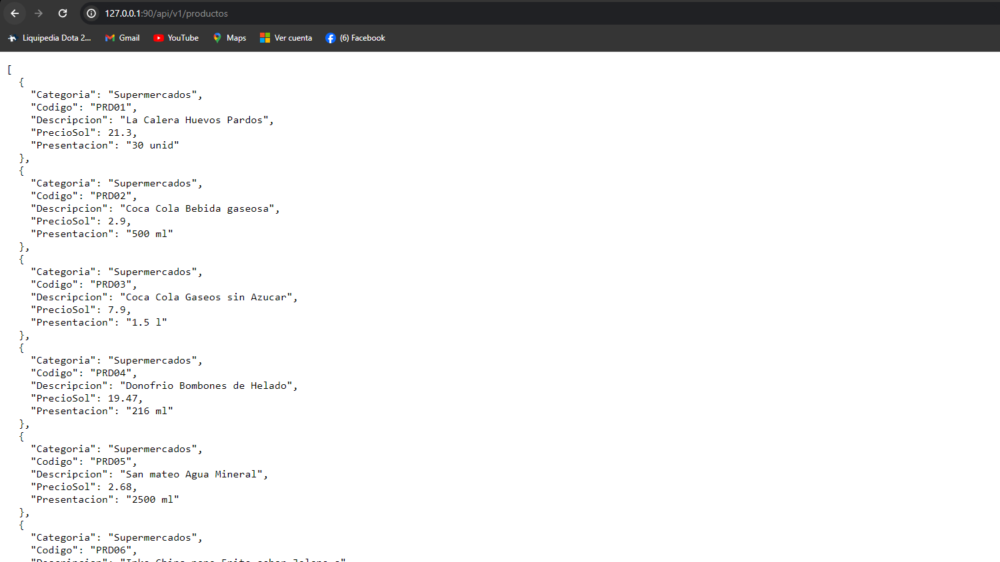 127.0.0.1:90/api/v1/productos
Liquipedia Dota 2... Gmail YouTube Maps Ver cuenta (6) Facebook
[
  {
    "Categoria": "Supermercados",
    "Codigo": "PRD01",
    "Descripcion": "La Calera Huevos Pardos",
    "PrecioSol": 21.3,
    "Presentacion": "30 unid"
  },
  {
    "Categoria": "Supermercados",
    "Codigo": "PRD02",
    "Descripcion": "Coca Cola Bebida gaseosa",
    "PrecioSol": 2.9,
    "Presentacion": "500 ml"
  },
  {
    "Categoria": "Supermercados",
    "Codigo": "PRD03",
    "Descripcion": "Coca Cola Gaseos sin Azucar",
    "PrecioSol": 7.9,
    "Presentacion": "1.5 l"
  },
  {
    "Categoria": "Supermercados",
    "Codigo": "PRD04",
    "Descripcion": "Donofrio Bombones de Helado",
    "PrecioSol": 19.47,
    "Presentacion": "216 ml"
  },
  {
    "Categoria": "Supermercados",
    "Codigo": "PRD05",
    "Descripcion": "San mateo Agua Mineral",
    "PrecioSol": 2.68,
    "Presentacion": "2500 ml"
  },
  {
    "Categoria": "Supermercados",
    "Codigo": "PRD06",
    "Descripcion":